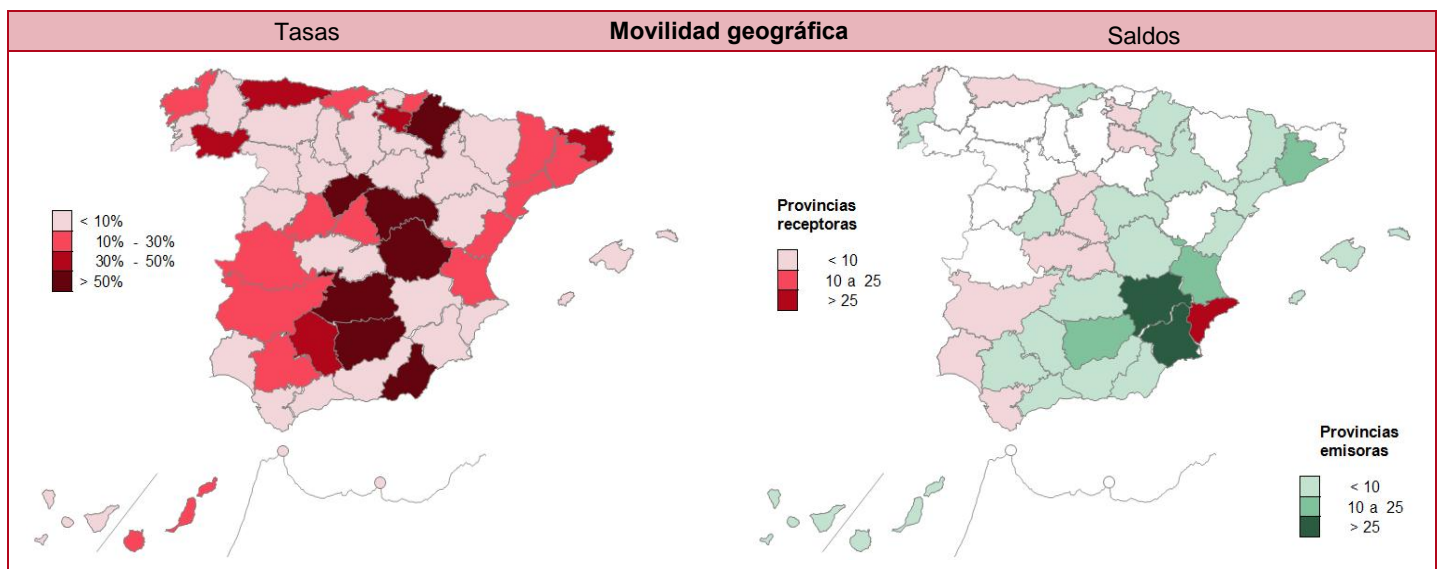 Tasas
Movilidad geográfica
Saldos
< 10%
10% - 30%
30% - 50%
> 50%
Provincias
receptoras
< 10
10 a 25
> 25
Provincias
emisoras
< 10
10 a 25
> 25